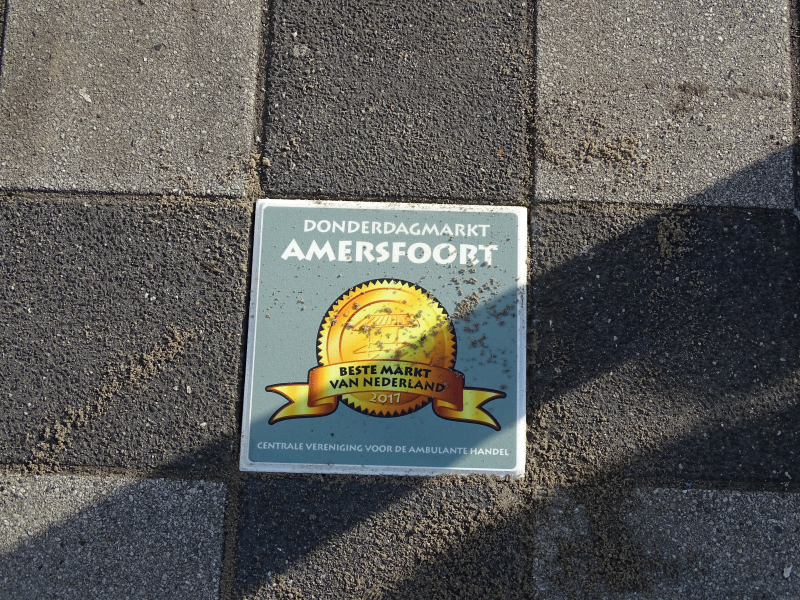 DONDERDAGMARKT
AMERSFOORT
BESTE MARKT
VAN NEDERLAND
2017
CENTRALE VERENIGING VOOR DE AMBULANTE HANDEL